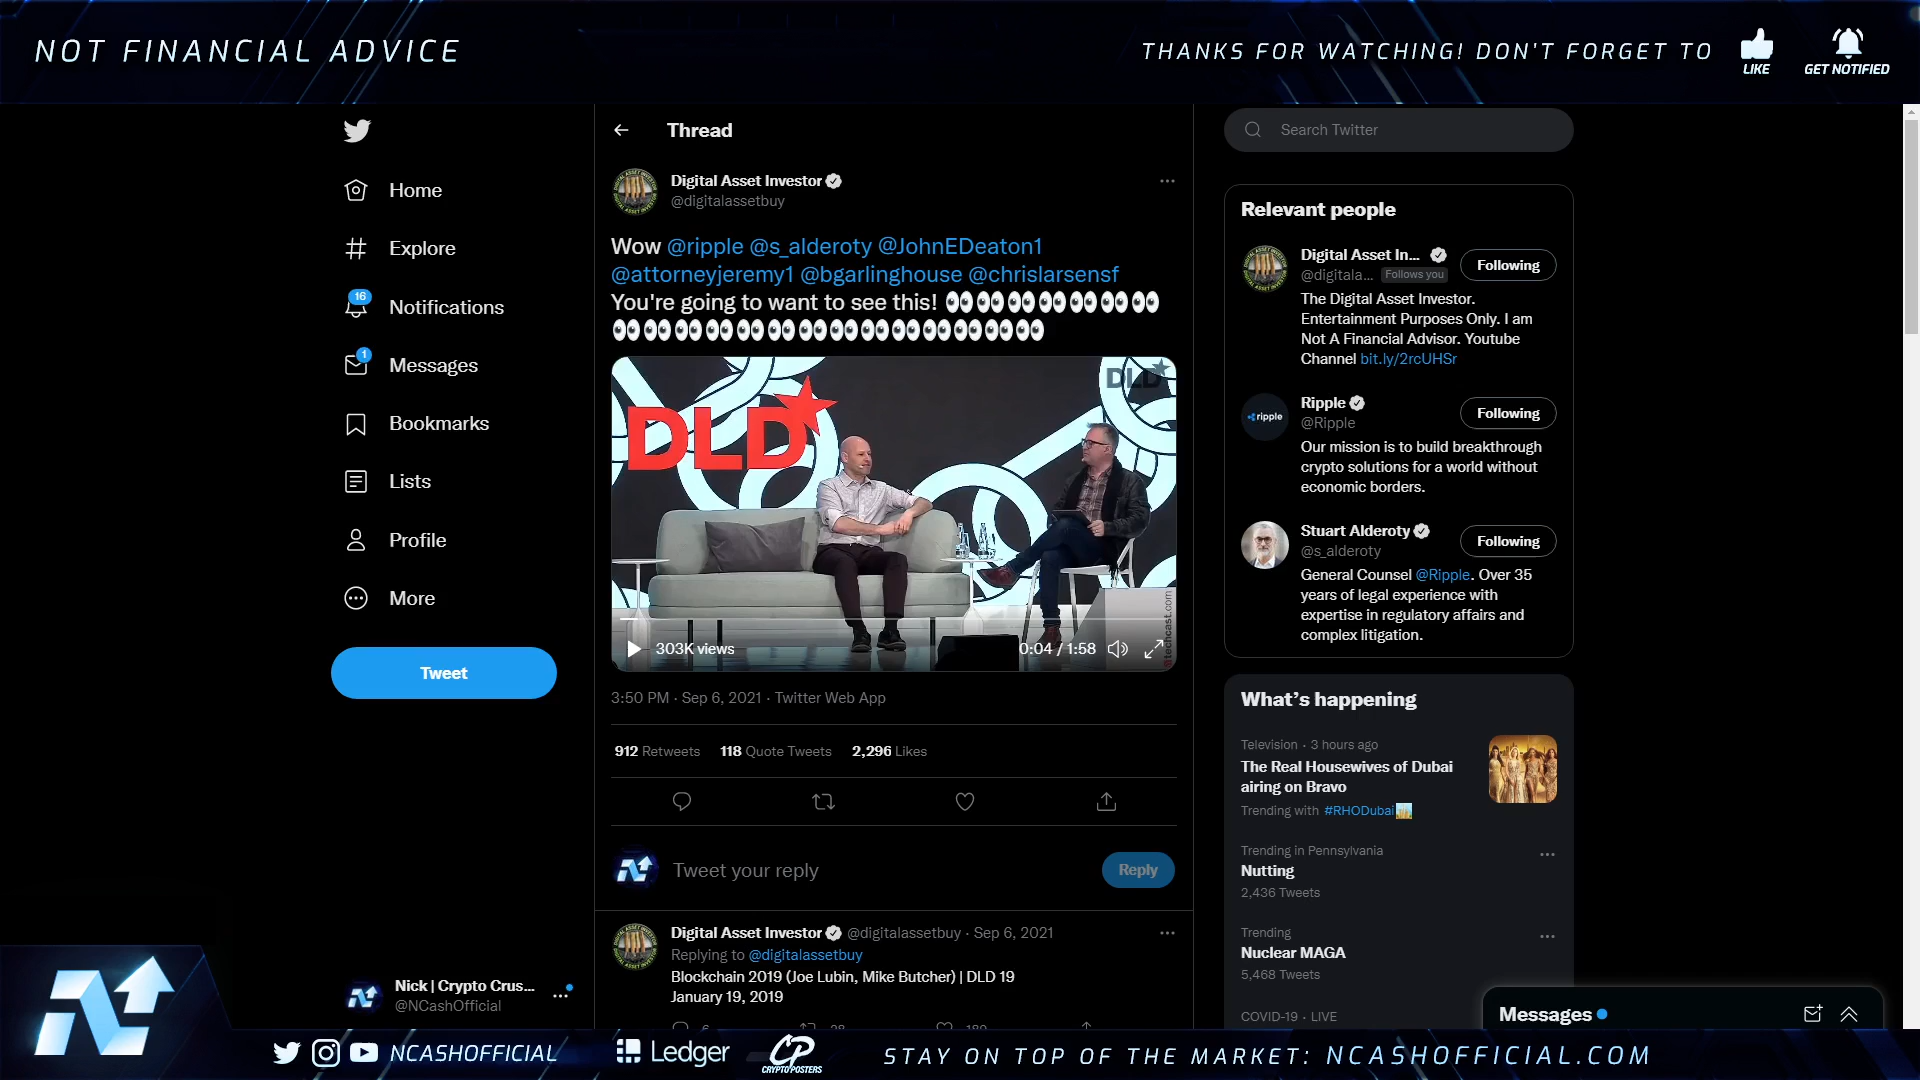 NOT FINANCIAL ADVICE
THANKS FOR WATCHING! DON'T FORGET TO
LIKE
GET NOTIFIED
Home
Explore
16
Notifications
1
Messages
Bookmarks
Lists
Profile
More
Tweet
Nick | Crypto Crus...
@NCashOfficial
Thread
Digital Asset Investor
@digitalassetbuy
Wow @ripple @s_alderoty @JohnEDeaton1
@attorneyjeremy1 @bgarlinghouse @chrislarsensf
You're going to want to see this! 👀👀👀👀👀👀👀
👀👀👀👀👀👀👀👀👀👀👀👀👀👀
DLD
DLD
techcast.com
303K views
0:04 / 1:58
3:50 PM · Sep 6, 2021 · Twitter Web App
912 Retweets 118 Quote Tweets 2,296 Likes
Tweet your reply
Reply
Digital Asset Investor @digitalassetbuy · Sep 6, 2021
Replying to @digitalassetbuy
Blockchain 2019 (Joe Lubin, Mike Butcher) | DLD 19
January 19, 2019
Search Twitter
Relevant people
Digital Asset In...
@digitala... Follows you
Following
The Digital Asset Investor.
Entertainment Purposes Only. I am
Not A Financial Advisor. Youtube
Channel bit.ly/2rcUHSr
ripple
Ripple
@Ripple
Following
Our mission is to build breakthrough
crypto solutions for a world without
economic borders.
Stuart Alderoty
@s_alderoty
Following
General Counsel @Ripple. Over 35
years of legal experience with
expertise in regulatory affairs and
complex litigation.
What's happening
Television · 3 hours ago
The Real Housewives of Dubai
airing on Bravo
Trending with #RHODubai
Trending in Pennsylvania
Nutting
2,436 Tweets
Trending
Nuclear MAGA
5,468 Tweets
COVID-19 · LIVE
Messages
NCASHOFFICIAL
Ledger
CP
CRYPTO POSTERS
STAY ON TOP OF THE MARKET: NCASHOFFICIAL.COM